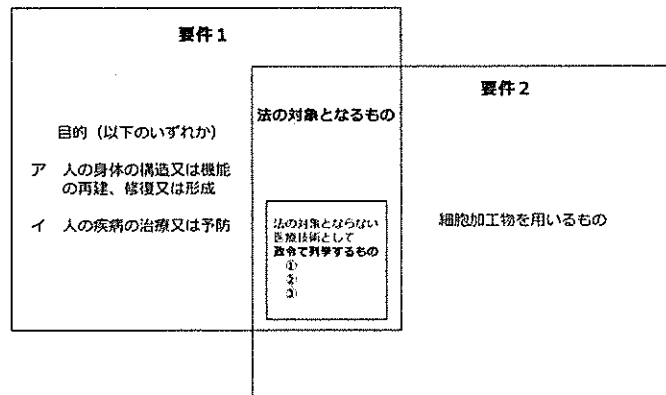 要件1
要件2
法の対象となるもの
目的（以下のいずれか）
ア　人の身体の構造又は機能
の再建、修復又は形成
イ　人の疾病の治療又は予防
法の対象とならない
医療技術として
政令で列挙するもの
①
②
③
細胞加工物を用いるもの